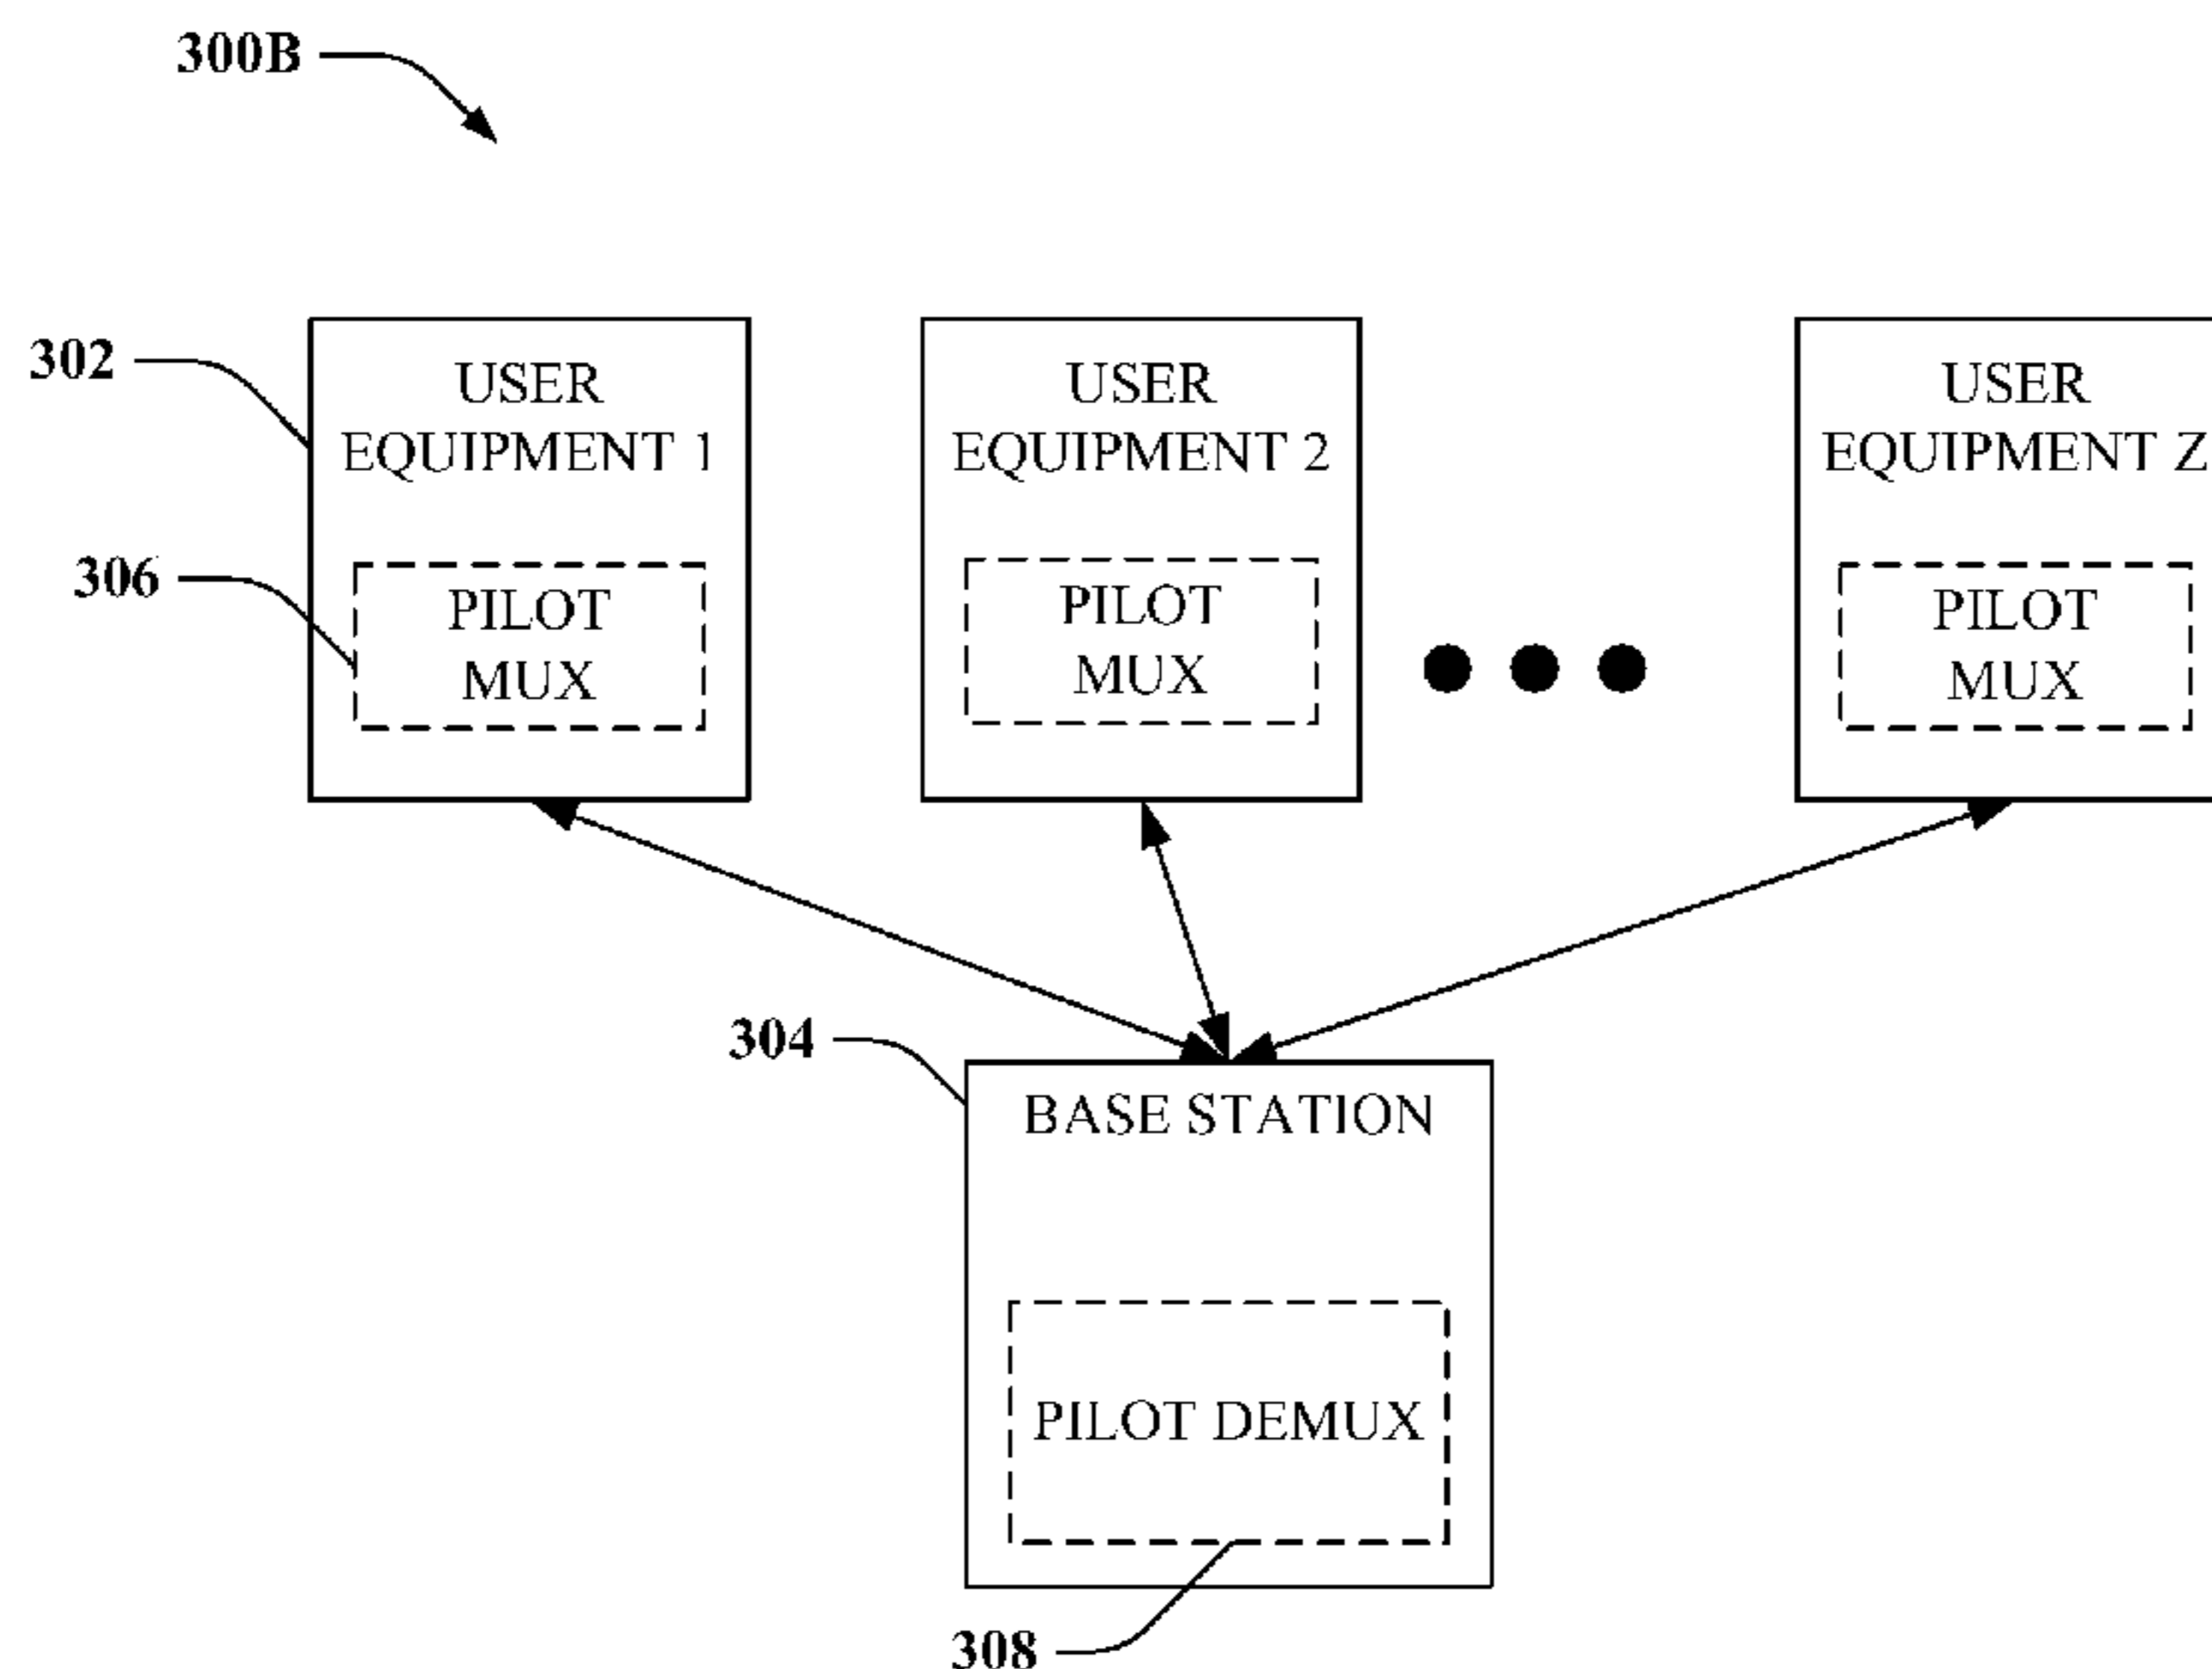 300B
302
USER
EQUIPMENT 1
306
PILOT
MUX
USER
EQUIPMENT 2
PILOT
MUX
USER
EQUIPMENT Z
PILOT
MUX
304
BASE STATION
PILOT DEMUX
308